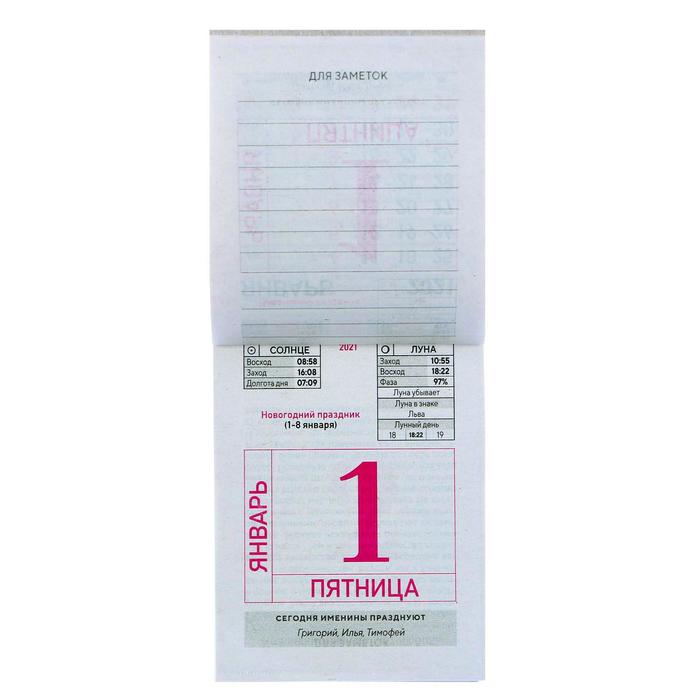 ДЛЯ ЗАМЕТОК
СОЛНЦЕ
Восход 08:58
Заход 16:08
Долгота дня 07:09
2021
ЛУНА
Заход 10:55
Восход 18:22
Фаза 97%
Луна убывает
Луна в знаке
Льва
Лунный день
18 18:22 19
Новогодний праздник
(1-8 января)
ЯНВАРЬ
1
ПЯТНИЦА
СЕГОДНЯ ИМЕНИНЫ ПРАЗДНУЮТ
Григорий, Илья, Тимофей